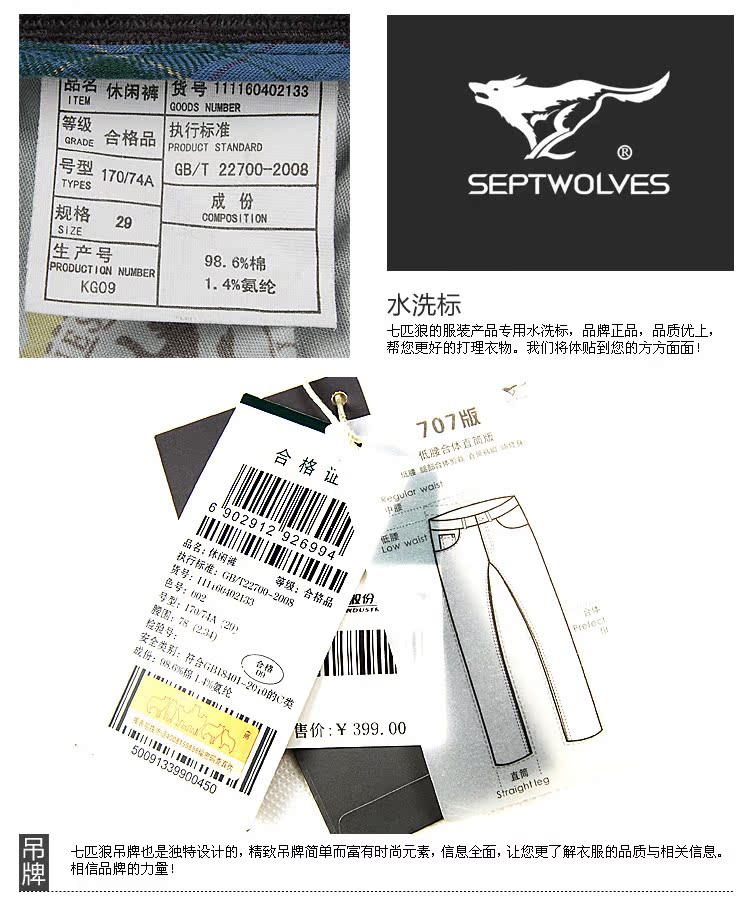 品名 ITEM 休闲裤
货号 111160402133
GOODS NUMBER
等级 GRADE 合格品
执行标准
PRODUCT STANDARD
GB/T 22700-2008
号型 TYPES 170/74A
成 份
COMPOSITION
规格 SIZE 29
98.6%棉
1.4%氨纶
生产号
PRODUCTION NUMBER
KG09
®
SEPTWOLVES
水洗标
七匹狼的服装产品专用水洗标，品牌正品，品质优上，
帮您更好的打理衣物。我们将体贴到您的方方面面！
合格证
6 902912 926994
品名：休闲裤
等级：合格品
执行标准：GB/T22700-2008
货号：111160402133
色号：002
号型：170/74A (29)
腰围：78 (2.34)
检验号：
安全类别：符合GB18401-2010的C类
成份：98.6%棉 1.4%氨纶
合格
09
50091339900450
股份
售价：¥ 399.00
707版
低腰合体直筒版
Regular waist
中腰
低腰
Low waist
合体
直筒
Straight leg
吊牌
七匹狼吊牌也是独特设计的，精致吊牌简单而富有时尚元素，信息全面，让您更了解衣服的品质与相关信息。
相信品牌的力量！